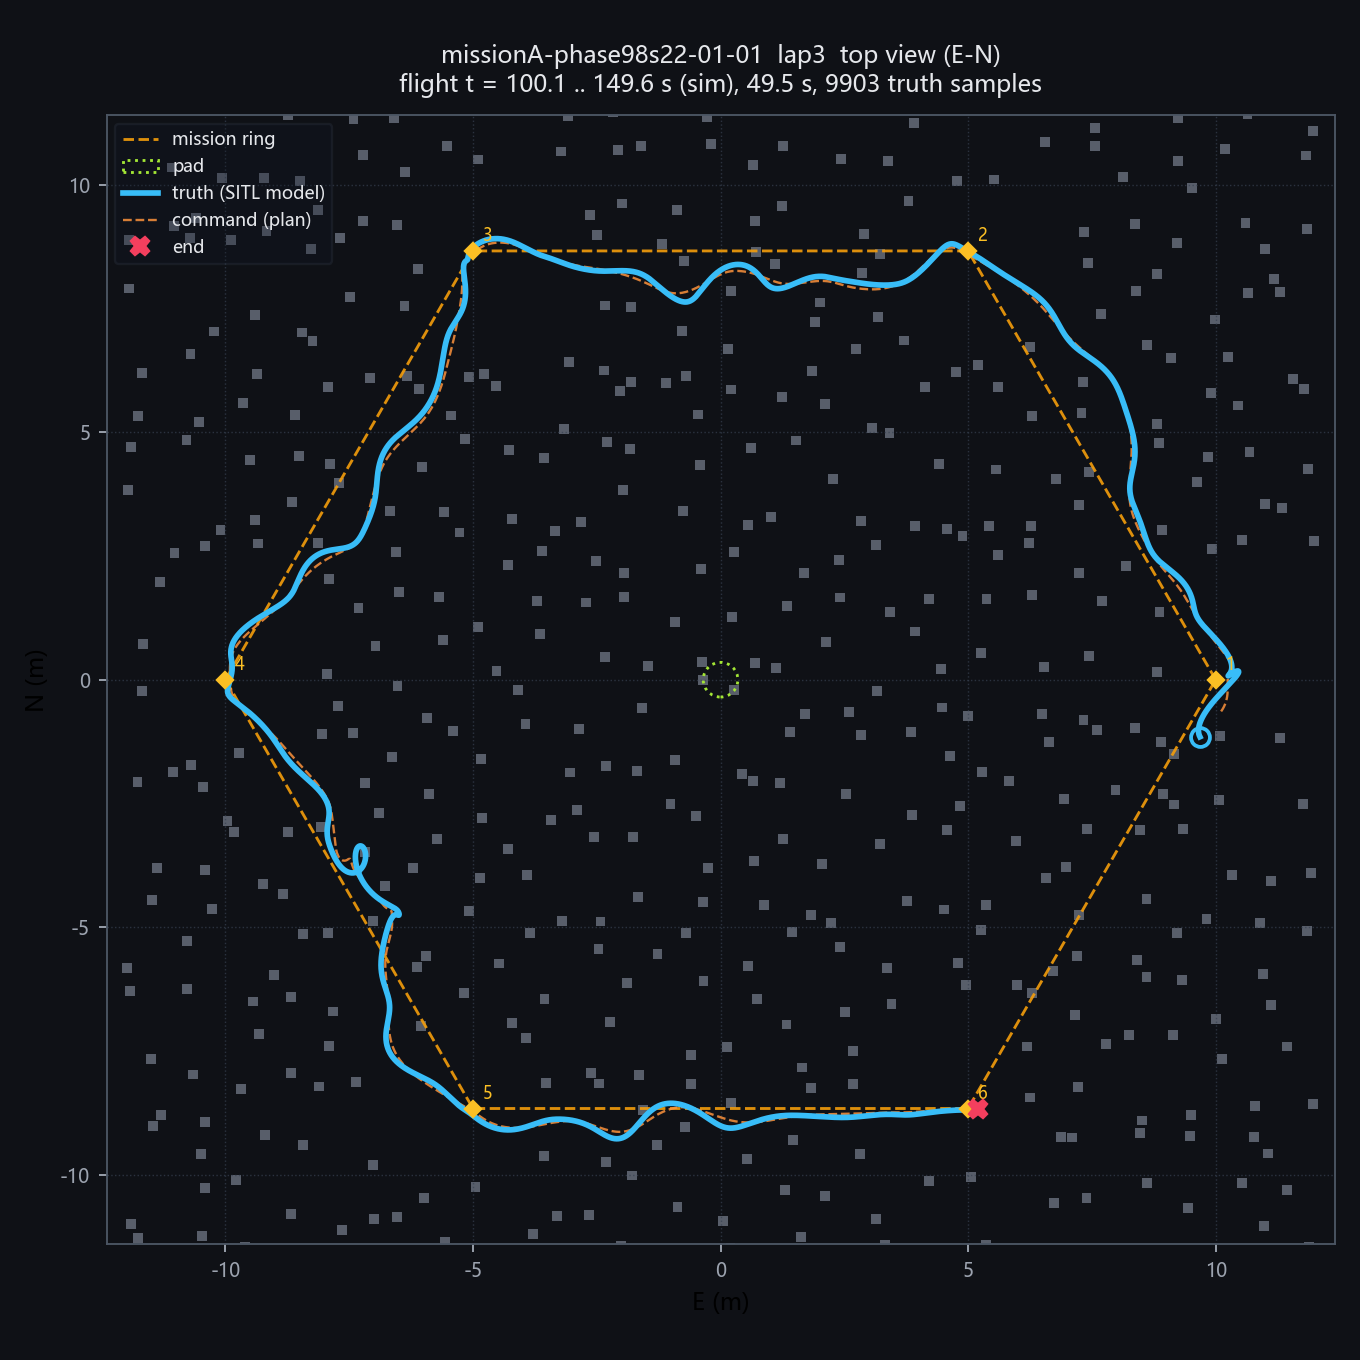 missionA-phase98s22-01-01 lap3 top view (E-N)
flight t = 100.1 .. 149.6 s (sim), 49.5 s, 9903 truth samples
mission ring
pad
truth (SITL model)
command (plan)
end
3
2
4
5
6
10
5
0
-5
-10
N (m)
-10
-5
0
5
10
E (m)